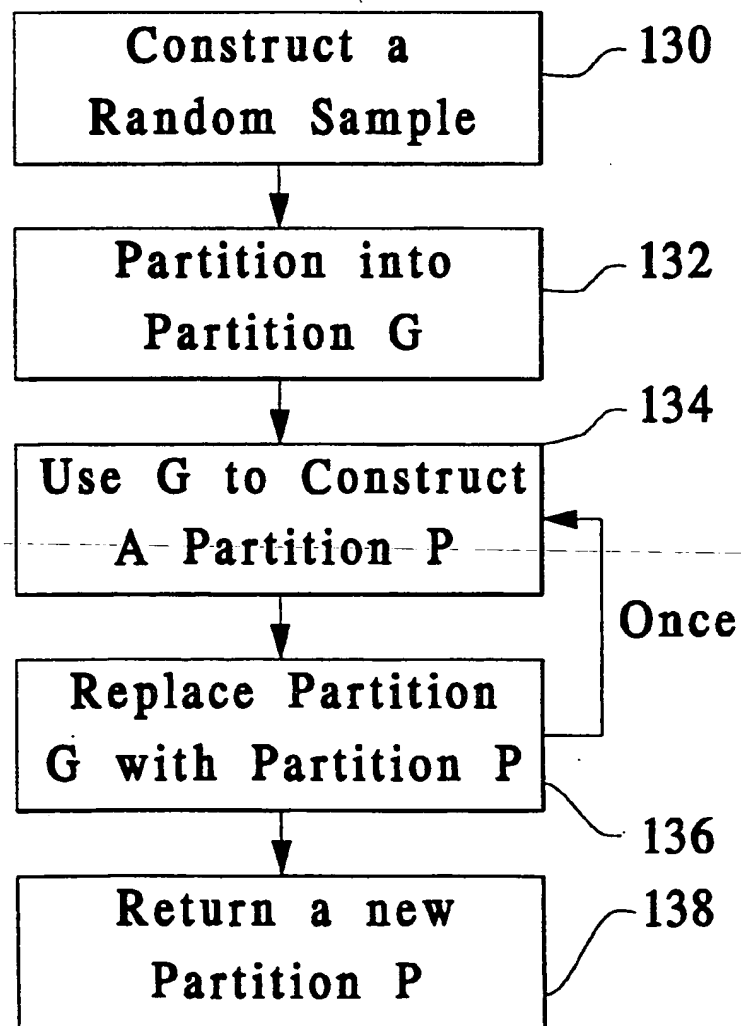 Construct a
Random Sample
130
Partition into
Partition G
132
134
Use G to Construct
A Partition P
Once
Replace Partition
G with Partition P
136
Return a new
Partition P
138